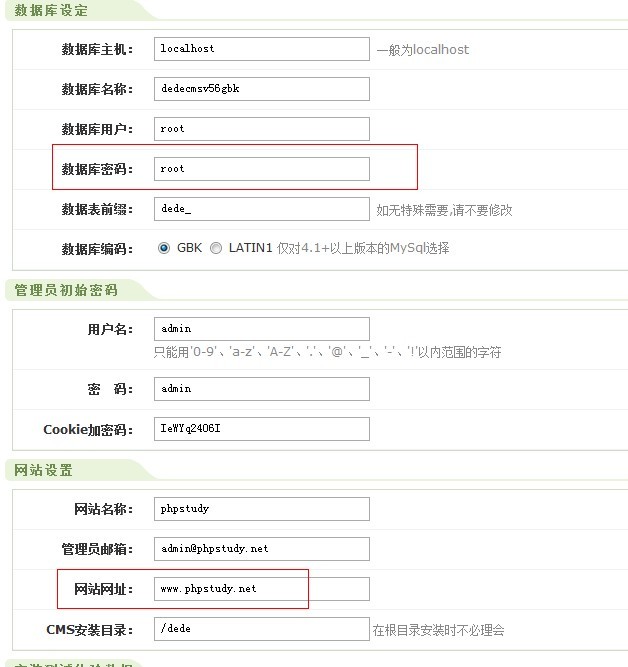 数据库设定
数据库主机： localhost 一般为localhost
数据库名称： dedecmsv56gbk
数据库用户： root
数据库密码： root
数据表前缀： dede_ 如无特殊需要,请不要修改
数据库编码： GBK LATIN1 仅对4.1+以上版本的MySql选择
管理员初始密码
用户名： admin
只能用'0-9'、'a-z'、'A-Z'、'.'、'@'、'_'、'-'、'!'以内范围的字符
密 码： admin
Cookie加密码： IeWYq2406I
网站设置
网站名称： phpstudy
管理员邮箱： admin@phpstudy.net
网站网址： www.phpstudy.net
CMS安装目录： /dede 在根目录安装时不必理会